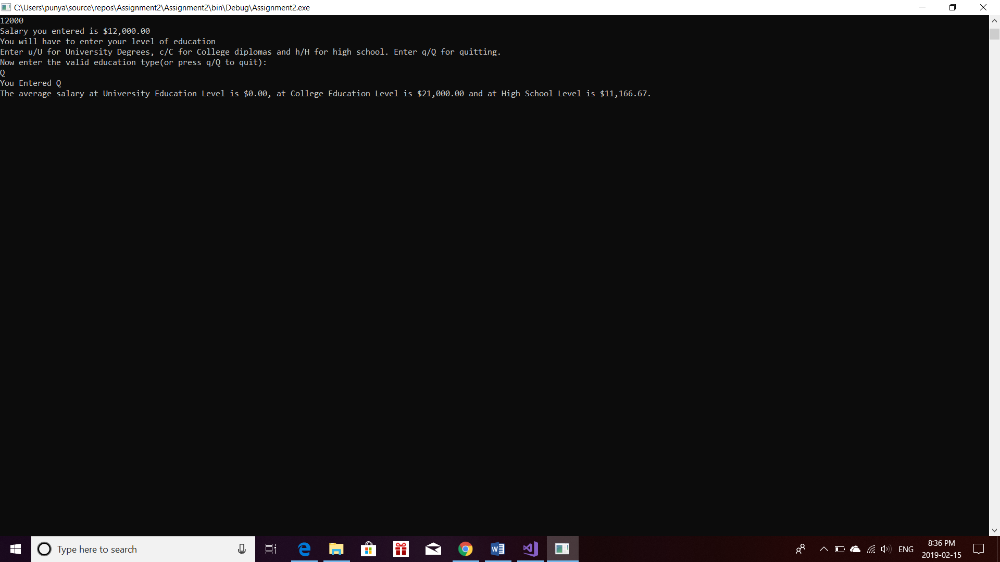 C:\Users\punya\source\repos\Assignment2\Assignment2\bin\Debug\Assignment2.exe
12000
Salary you entered is $12,000.00
You will have to enter your level of education
Enter u/U for University Degrees, c/C for College diplomas and h/H for high school. Enter q/Q for quitting.
Now enter the valid education type(or press q/Q to quit):
Q
You Entered Q
The average salary at University Education Level is $0.00, at College Education Level is $21,000.00 and at High School Level is $11,166.67.
Type here to search
ENG
8:36 PM
2019-02-15